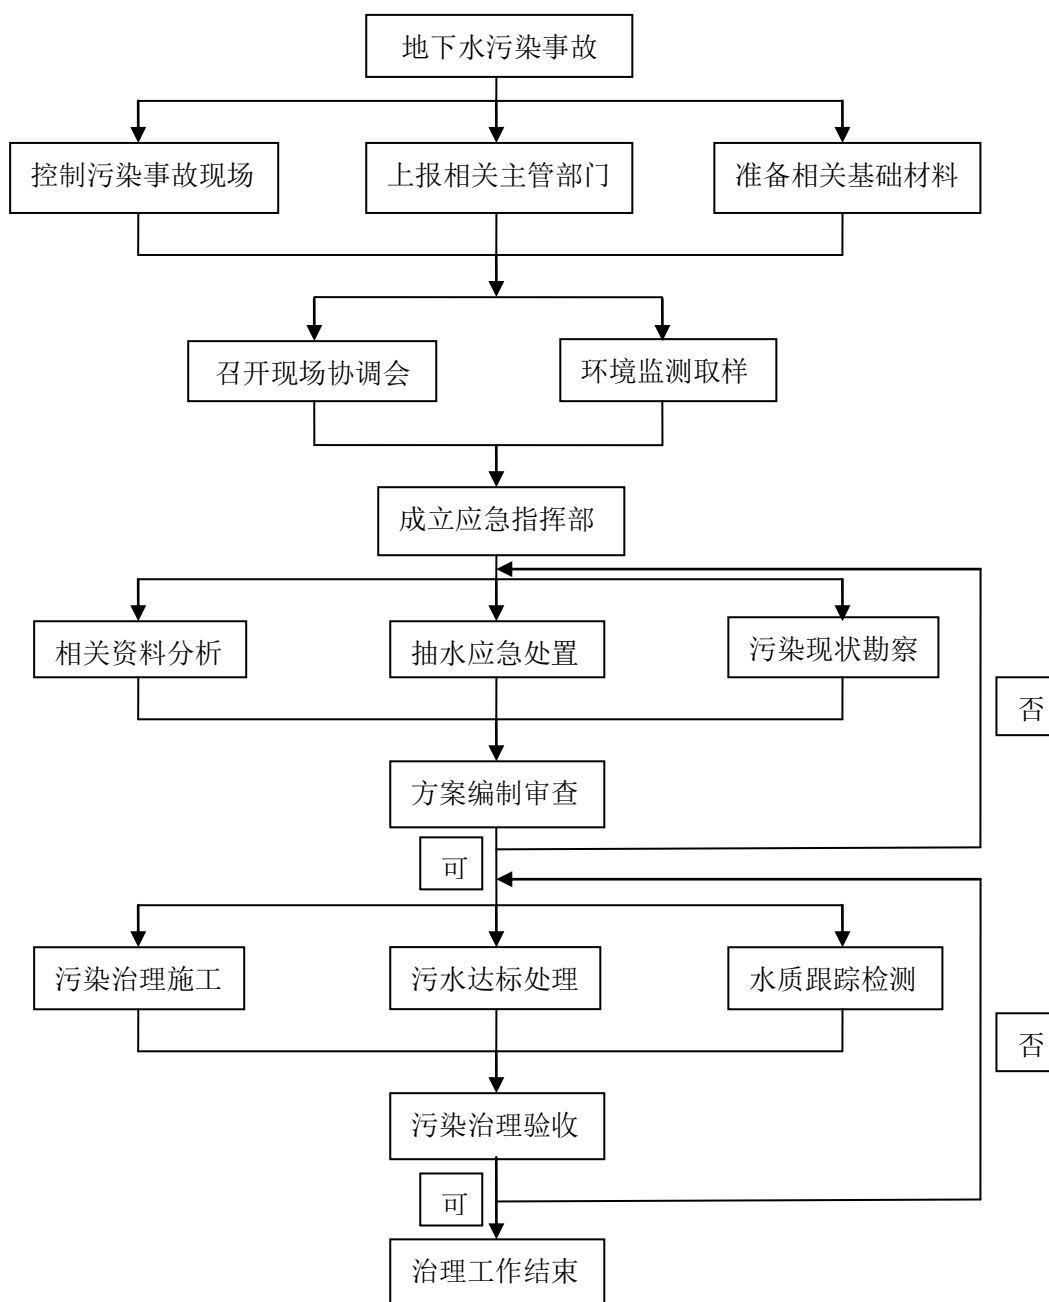 地下水污染事故
控制污染事故现场
上报相关主管部门
准备相关基础材料
召开现场协调会
环境监测取样
成立应急指挥部
相关资料分析
抽水应急处置
污染现状勘察
否
方案编制审查
可
污染治理施工
污水达标处理
水质跟踪检测
否
污染治理验收
可
治理工作结束